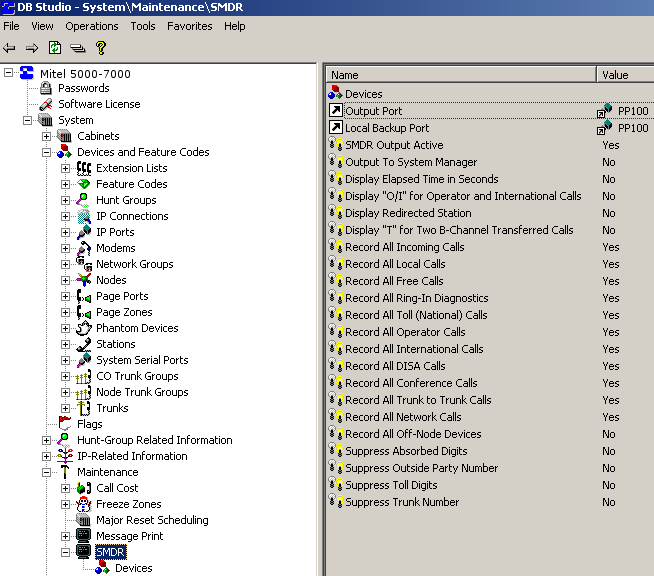 DB Studio - System\Maintenance\SMDR
File View Operations Tools Favorites Help
Mitel 5000-7000
Passwords
Software License
System
Cabinets
Devices and Feature Codes
Extension Lists
Feature Codes
Hunt Groups
IP Connections
IP Ports
Modems
Network Groups
Nodes
Page Ports
Page Zones
Phantom Devices
Stations
System Serial Ports
CO Trunk Groups
Node Trunk Groups
Trunks
Flags
Hunt-Group Related Information
IP-Related Information
Maintenance
Call Cost
Freeze Zones
Major Reset Scheduling
Message Print
SMDR
Devices
Name Value
Devices
Output Port PP100
Local Backup Port PP100
SMDR Output Active Yes
Output To System Manager No
Display Elapsed Time in Seconds No
Display "O/I" for Operator and International Calls No
Display Redirected Station No
Display "T" for Two B-Channel Transferred Calls No
Record All Incoming Calls Yes
Record All Local Calls Yes
Record All Free Calls Yes
Record All Ring-In Diagnostics Yes
Record All Toll (National) Calls Yes
Record All Operator Calls Yes
Record All International Calls Yes
Record All DISA Calls Yes
Record All Conference Calls Yes
Record All Trunk to Trunk Calls Yes
Record All Network Calls Yes
Record All Off-Node Devices No
Suppress Absorbed Digits No
Suppress Outside Party Number No
Suppress Toll Digits No
Suppress Trunk Number No